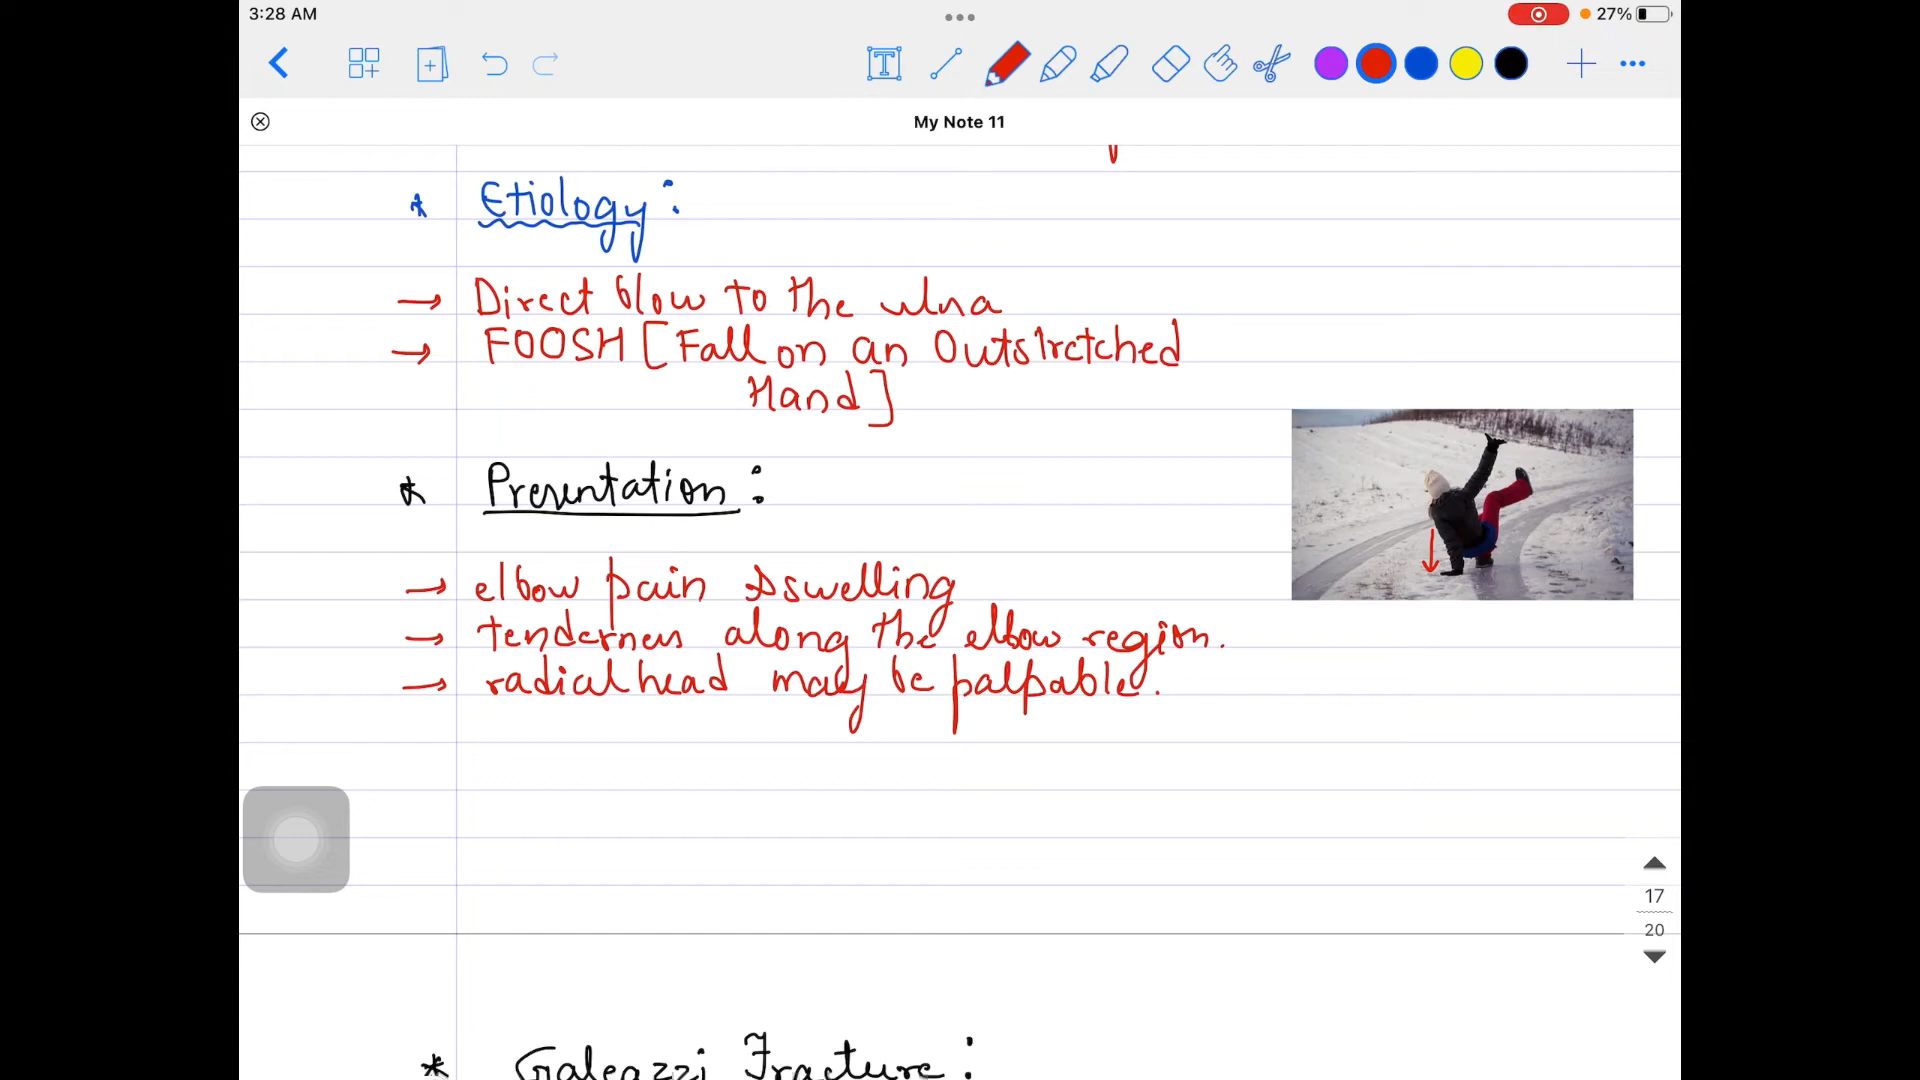 3:28 AM
27%
My Note 11
* Etiology:
→ Direct blow to the ulna
→ FOOSH [Fall on an Outstretched
Hand]
* Presentation:
→ elbow pain & swelling
→ tenderness along the elbow region.
→ radial head may be palpable.
17
20
* Galeazzi Fracture: